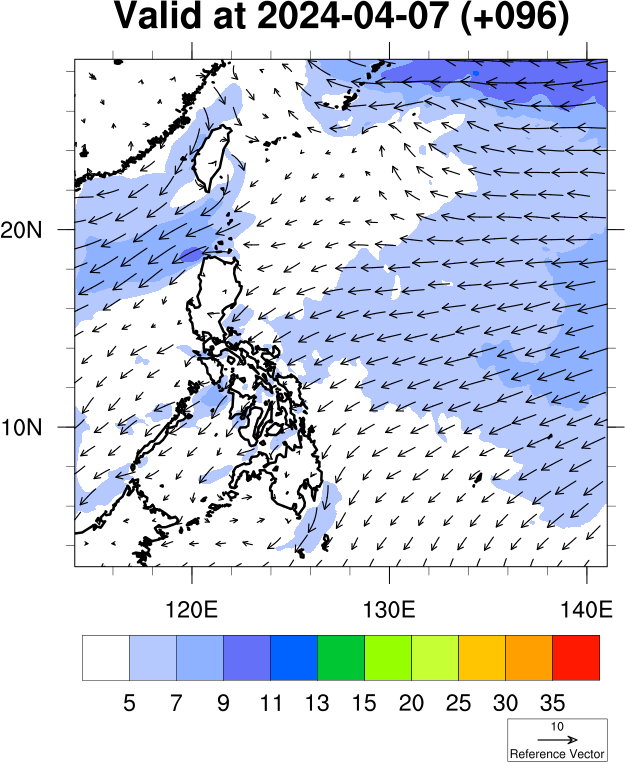 Valid at 2024-04-07 (+096)
20N
10N
120E 130E 140E
5 7 9 11 13 15 20 25 30 35
10
Reference Vector